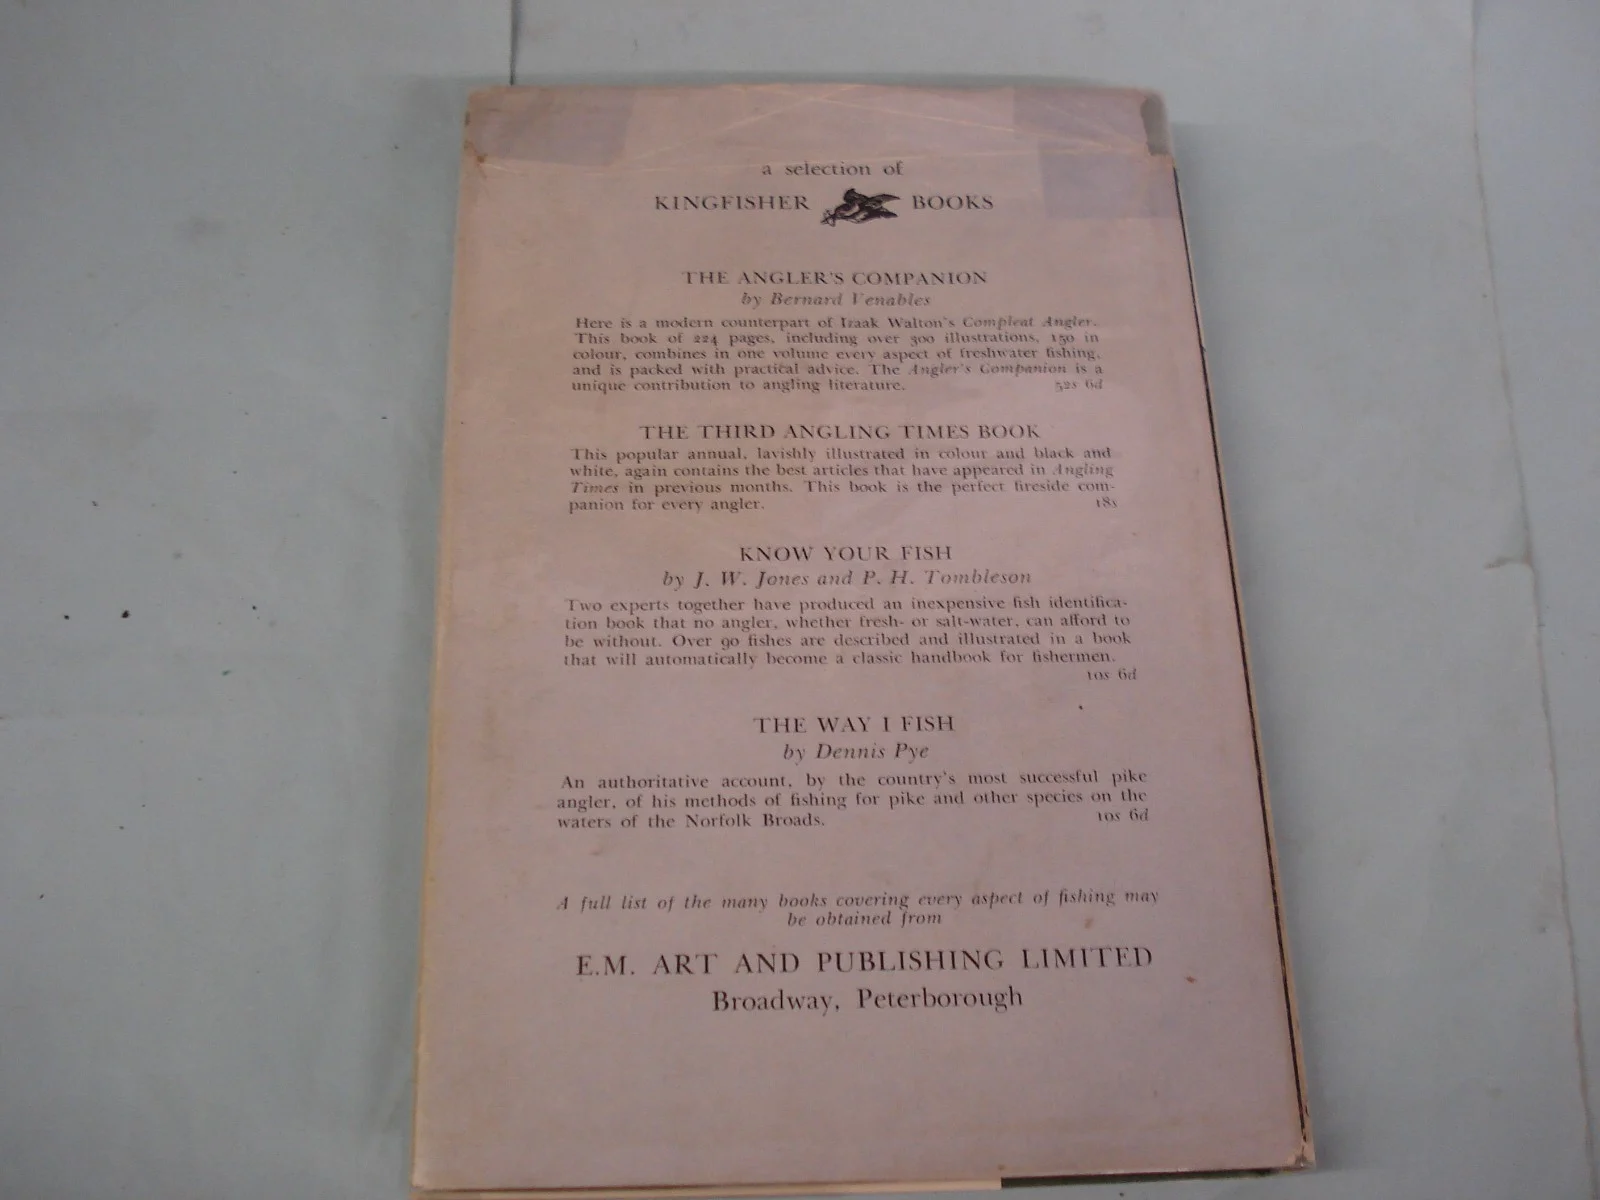 a selection of
KINGFISHER BOOKS
THE ANGLER'S COMPANION
by Bernard Venables
Here is a modern counterpart of Izaak Walton's Compleat Angler.
This book of 224 pages, including over 300 illustrations, 150 in
colour, combines in one volume every aspect of freshwater fishing,
and is packed with practical advice. The Angler's Companion is a
unique contribution to angling literature. 52s 6d
THE THIRD ANGLING TIMES BOOK
This popular annual, lavishly illustrated in colour and black and
white, again contains the best articles that have appeared in Angling
Times in previous months. This book is the perfect fireside com-
panion for every angler. 18s
KNOW YOUR FISH
by J. W. Jones and P. H. Tombleson
Two experts together have produced an inexpensive fish identifica-
tion book that no angler, whether fresh- or salt-water, can afford to
be without. Over 90 fishes are described and illustrated in a book
that will automatically become a classic handbook for fishermen.
10s 6d
THE WAY I FISH
by Dennis Pye
An authoritative account, by the country's most successful pike
angler, of his methods of fishing for pike and other species on the
waters of the Norfolk Broads. 10s 6d
A full list of the many books covering every aspect of fishing may
be obtained from
E.M. ART AND PUBLISHING LIMITED
Broadway, Peterborough